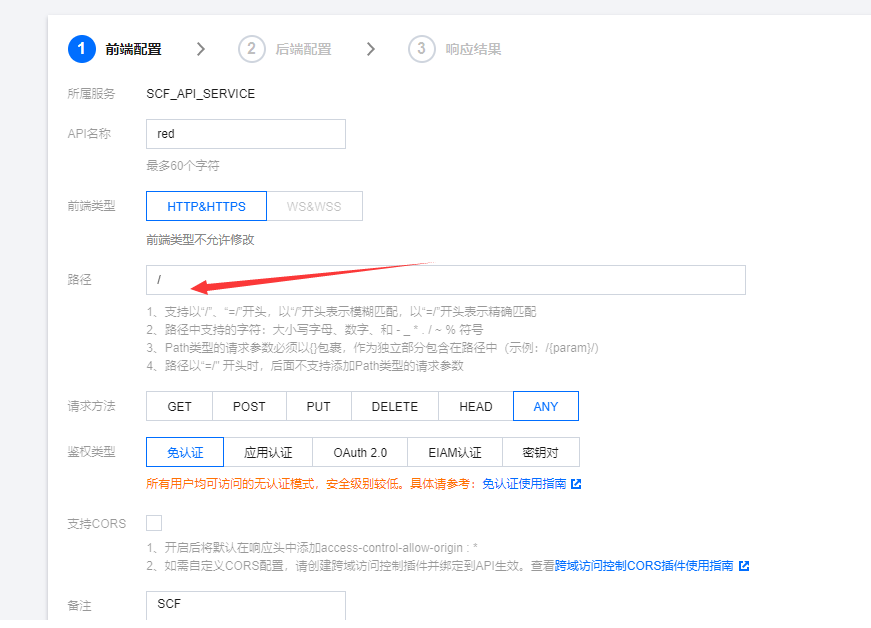 1 前端配置 2 后端配置 3 响应结果
所属服务 SCF_API_SERVICE
API名称 red
最多60个字符
前端类型 HTTP&HTTPS WS&WSS
前端类型不允许修改
路径 /
1、支持以“/”、“=/”开头，以“/”开头表示模糊匹配，以“=/”开头表示精确匹配
2、路径中支持的字符：大小写字母、数字、和 - _ * . / ~ % 符号
3、Path类型的请求参数必须以{}包裹，作为独立部分包含在路径中（示例：/{param}/）
4、路径以“=/” 开头时，后面不支持添加Path类型的请求参数
请求方法 GET POST PUT DELETE HEAD ANY
鉴权类型 免认证 应用认证 OAuth 2.0 EIAM认证 密钥对
所有用户均可访问的无认证模式，安全级别较低。具体请参考：免认证使用指南
支持CORS
1、开启后将默认在响应头中添加access-control-allow-origin : *
2、如需自定义CORS配置，请创建跨域访问控制插件并绑定到API生效。查看跨域访问控制CORS插件使用指南
备注 SCF